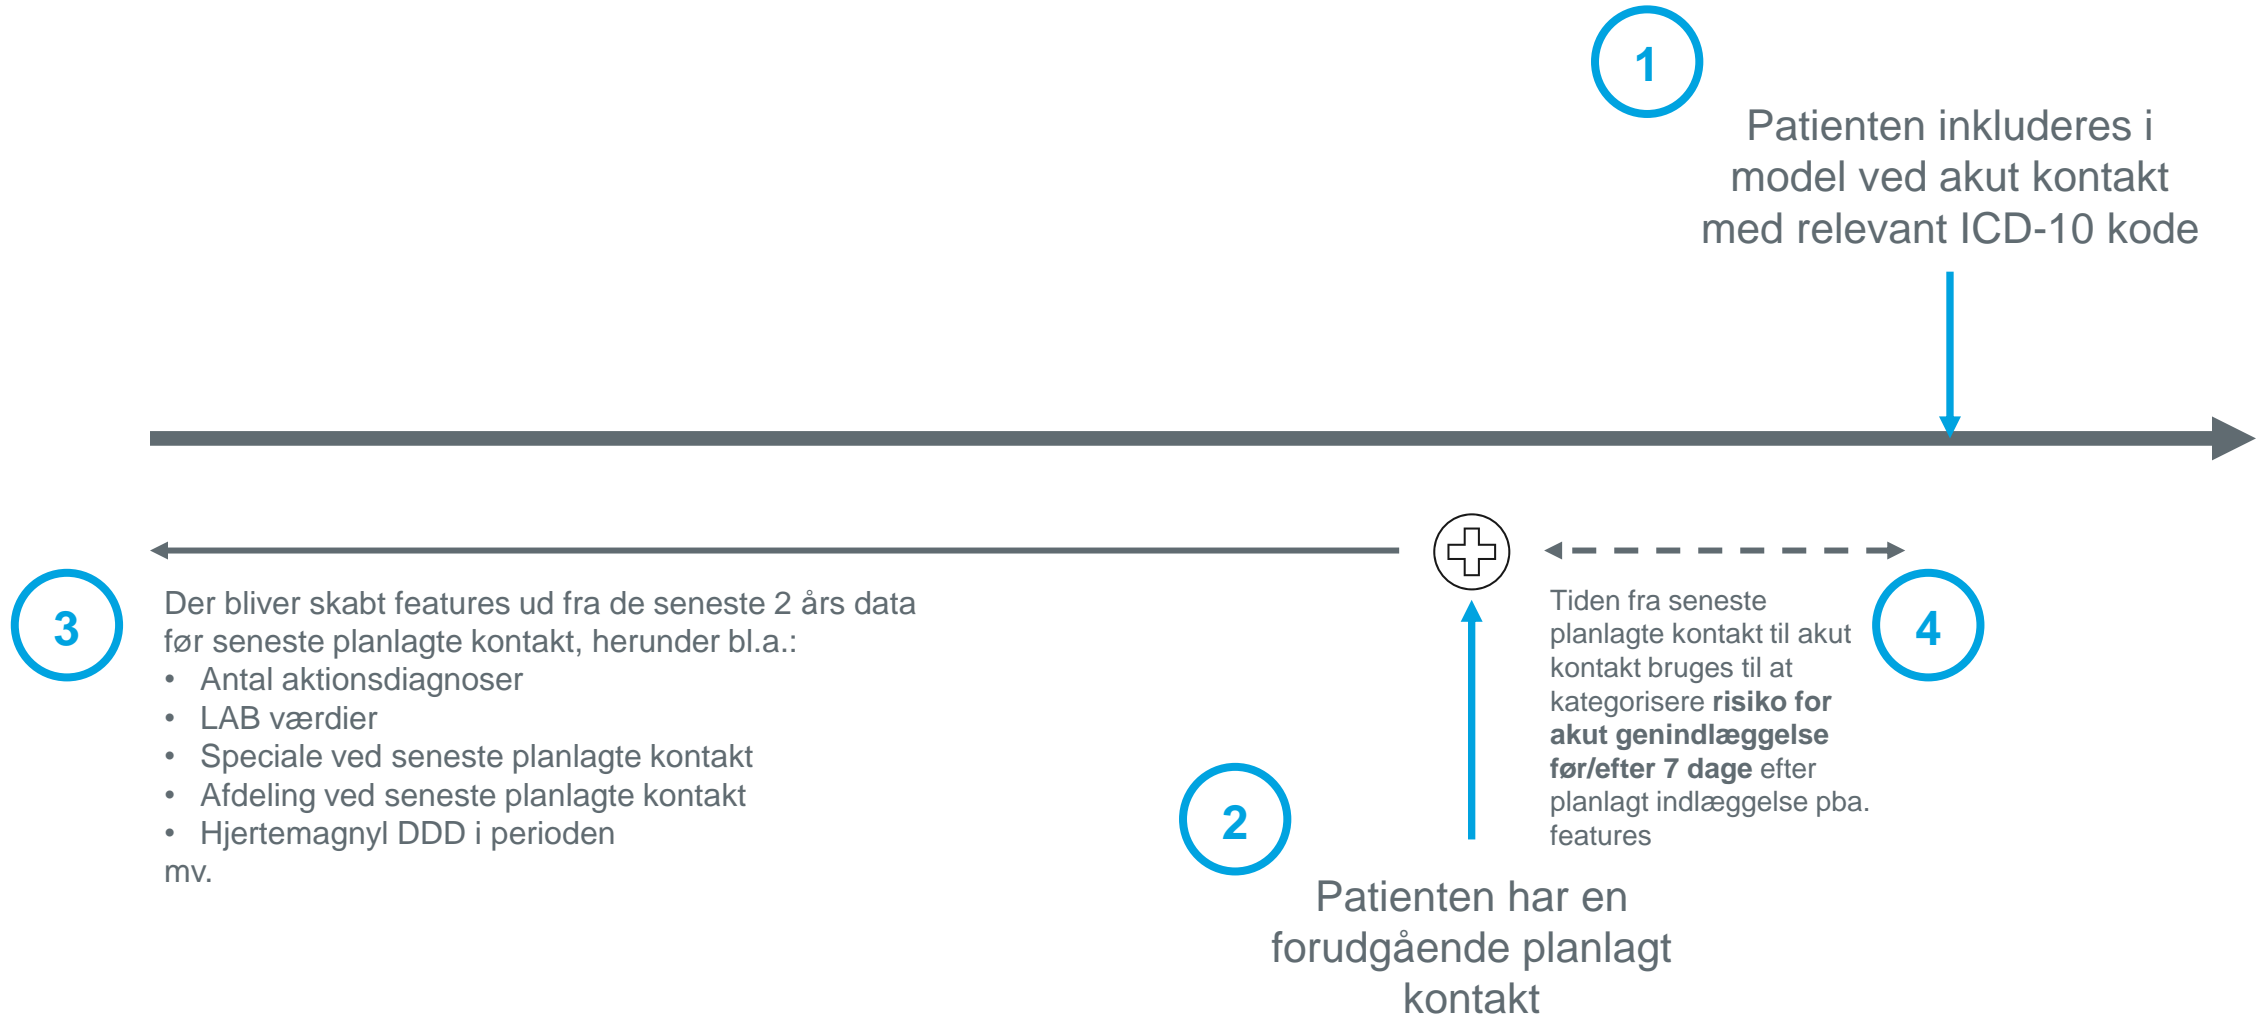 1
Patienten inkluderes i
model ved akut kontakt
med relevant ICD-10 kode
3
Der bliver skabt features ud fra de seneste 2 års data
før seneste planlagte kontakt, herunder bl.a.:
• Antal aktionsdiagnoser
• LAB værdier
• Speciale ved seneste planlagte kontakt
• Afdeling ved seneste planlagte kontakt
• Hjertemagnyl DDD i perioden
mv.
2
Patienten har en
forudgående planlagt
kontakt
4
Tiden fra seneste
planlagte kontakt til akut
kontakt bruges til at
kategorisere risiko for
akut genindlæggelse
før/efter 7 dage efter
planlagt indlæggelse pba.
features